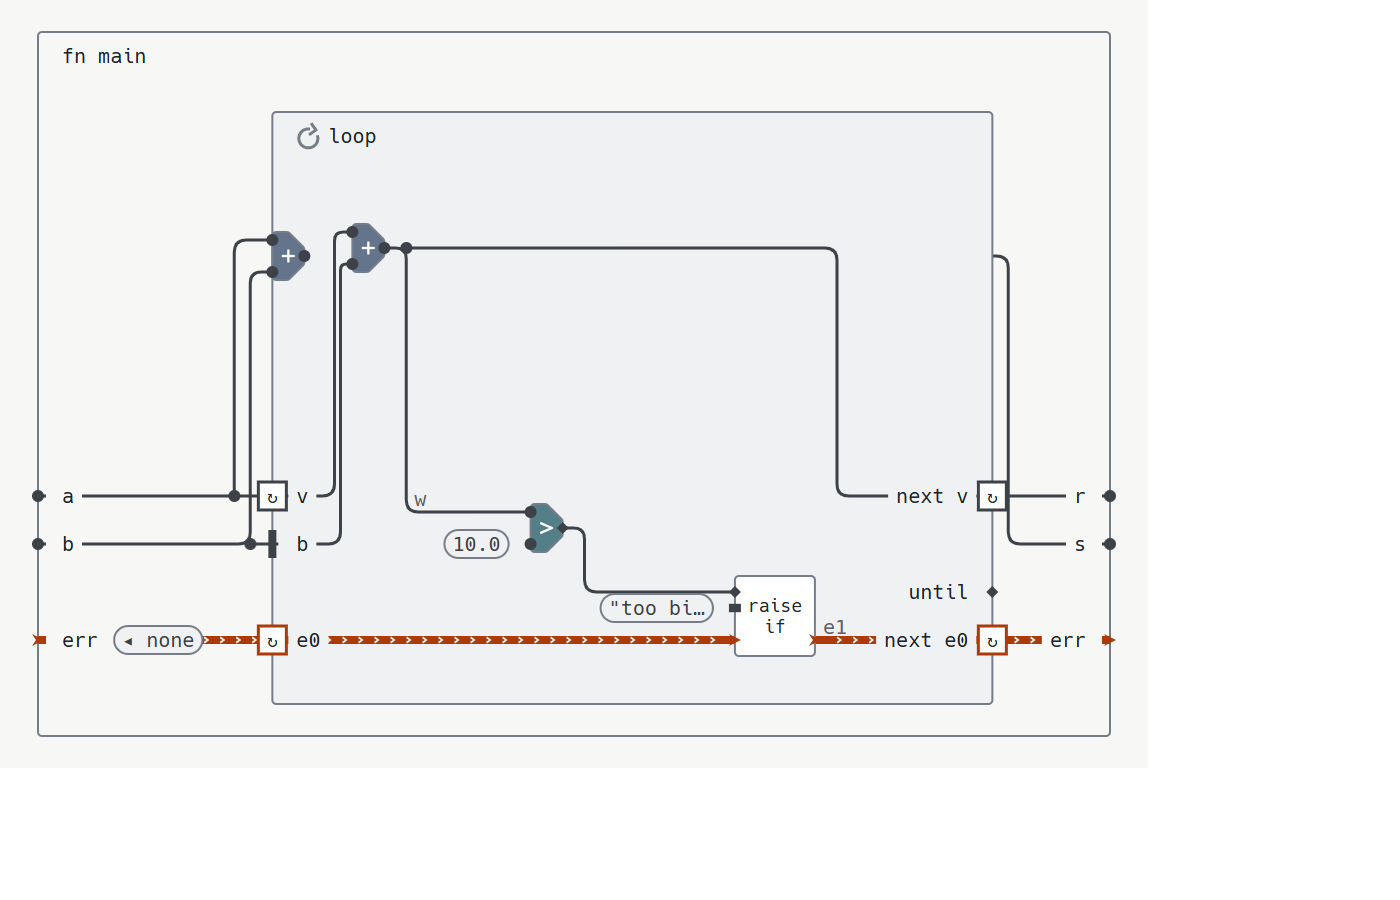 fn main
loop
+
+
a
↻
v
w
next v
↻
r
b
b
10.0
>
s
until
"too bi…
raise
if
err
◂ none
↻
e0
e1
next e0
↻
err